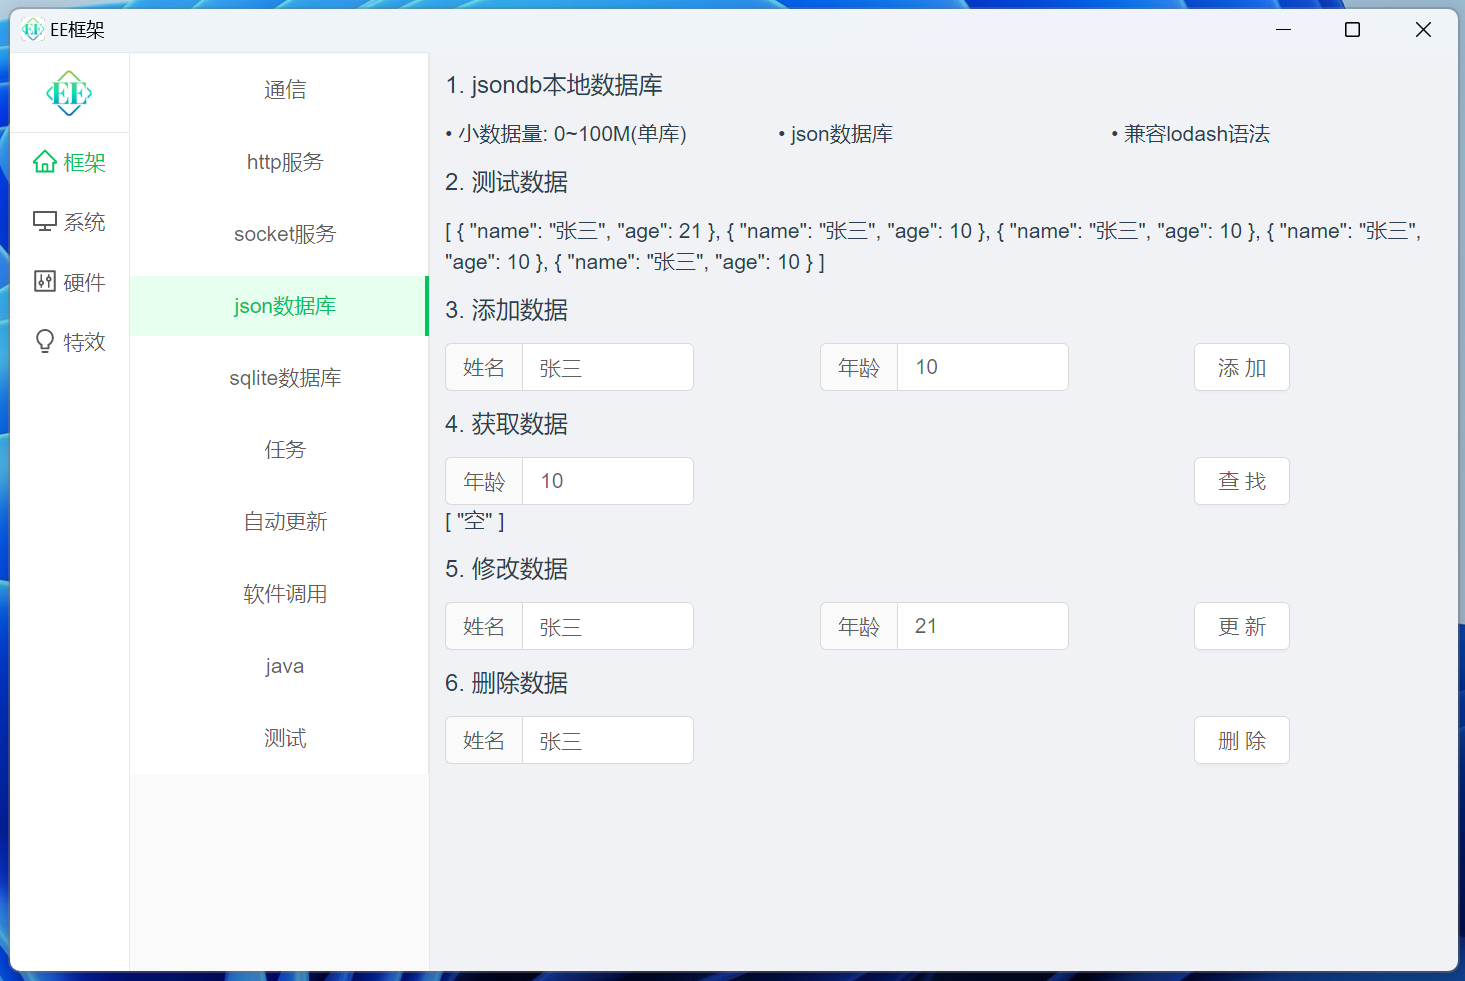 EE框架
EE
框架
系统
硬件
特效
通信
http服务
socket服务
json数据库
sqlite数据库
任务
自动更新
软件调用
java
测试
1. jsondb本地数据库
• 小数据量: 0~100M(单库) • json数据库 • 兼容lodash语法
2. 测试数据
[ { "name": "张三", "age": 21 }, { "name": "张三", "age": 10 }, { "name": "张三", "age": 10 }, { "name": "张三",
"age": 10 }, { "name": "张三", "age": 10 } ]
3. 添加数据
姓名 张三 年龄 10 添 加
4. 获取数据
年龄 10 查 找
[ "空" ]
5. 修改数据
姓名 张三 年龄 21 更 新
6. 删除数据
姓名 张三 删 除